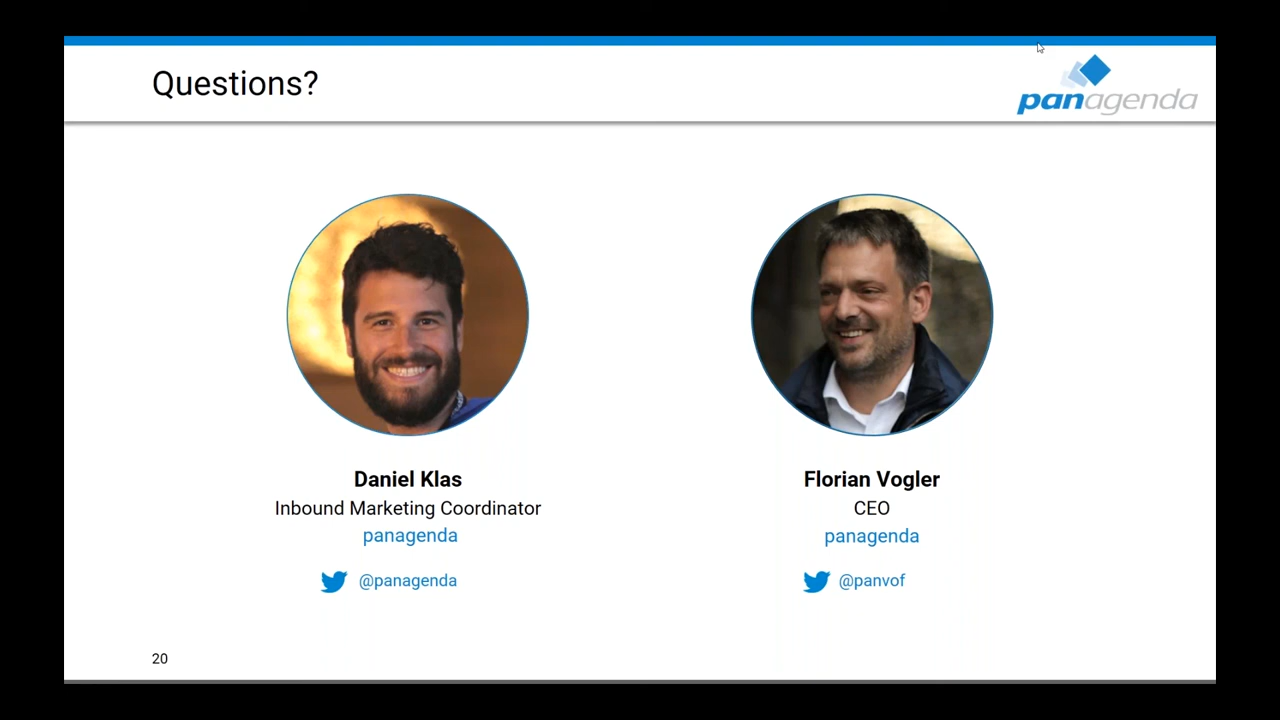 Questions?
panagenda
Daniel Klas
Inbound Marketing Coordinator
panagenda
@panagenda
Florian Vogler
CEO
panagenda
@panvof
20